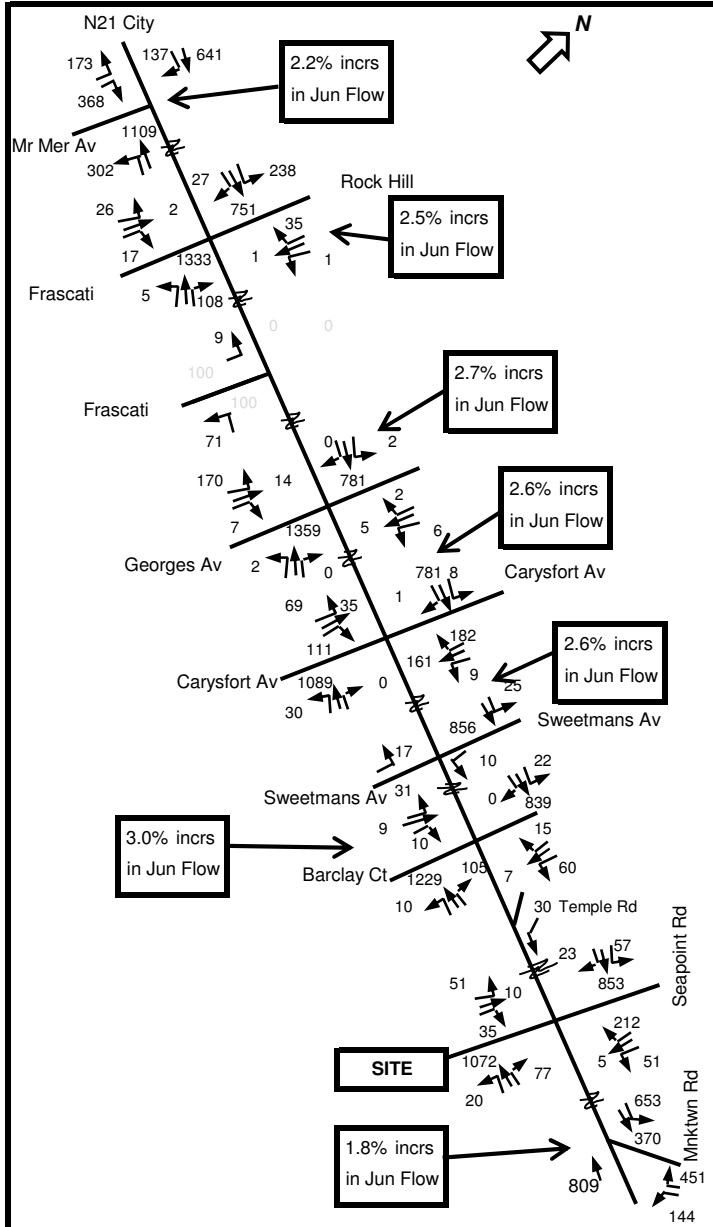 N21 City
N
173
137
641
2.2% incrs
in Jun Flow
368
1109
Mr Mer Av
302
27
238
Rock Hill
26
2
751
35
2.5% incrs
in Jun Flow
17
1333
1
1
Frascati
5
108
0
0
9
100
Frascati
100
71
2.7% incrs
in Jun Flow
0
2
170
14
781
2
2.6% incrs
in Jun Flow
7
1359
5
6
Georges Av
2
0
781
8
Carysfort Av
69
35
1
111
182
161
9
2.6% incrs
in Jun Flow
Carysfort Av
1089
0
30
25
856
Sweetmans Av
17
10
22
Sweetmans Av
31
0
839
3.0% incrs
in Jun Flow
9
10
15
Barclay Ct
1229
105
7
60
10
30
Temple Rd
23
57
51
10
853
Seapoint Rd
35
212
SITE
1072
77
5
51
20
653
Mnktwn Rd
1.8% incrs
in Jun Flow
370
809
451
144